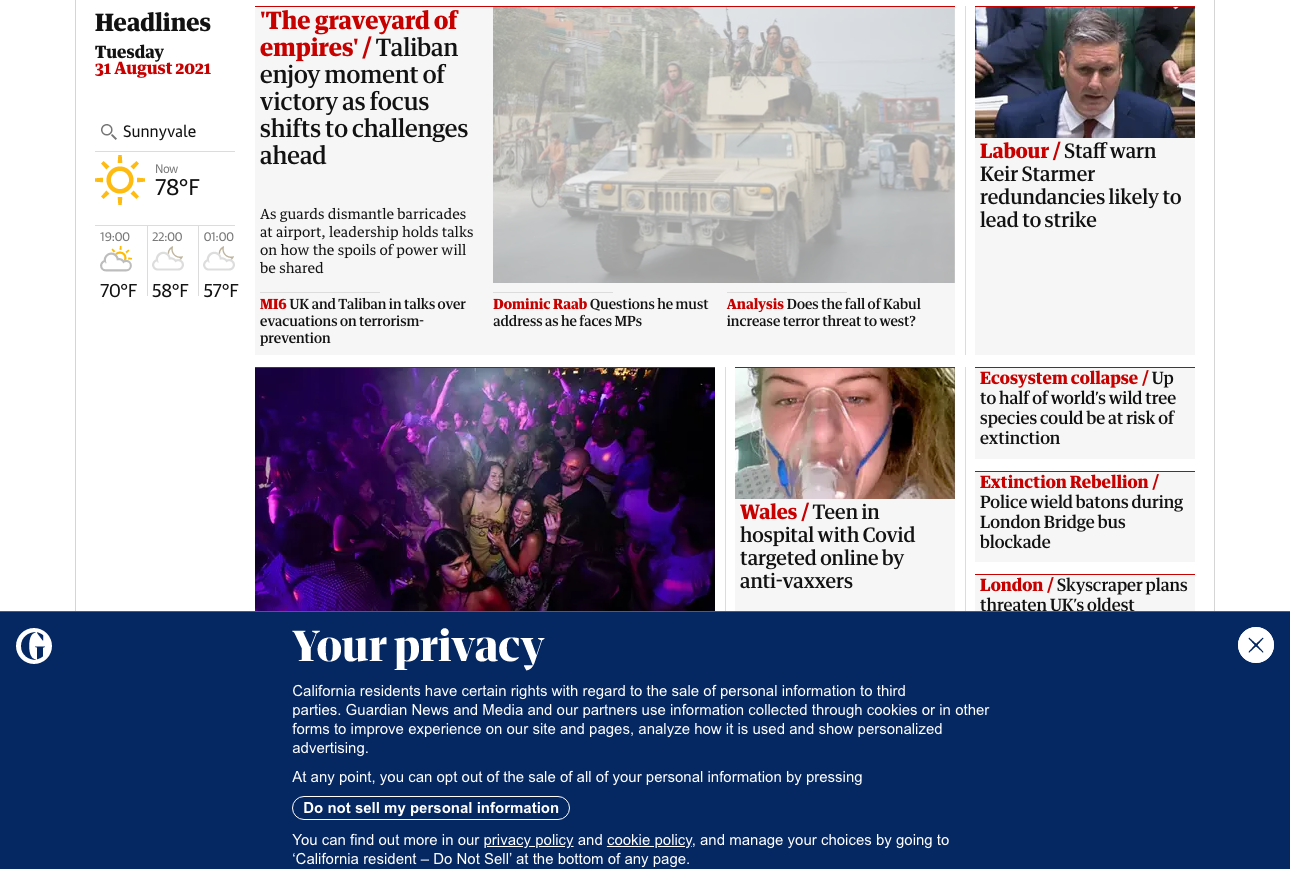 Headlines
Tuesday
31 August 2021
Sunnyvale
Now
78°F
19:00
22:00
01:00
70°F
58°F
57°F
'The graveyard of
empires' / Taliban
enjoy moment of
victory as focus
shifts to challenges
ahead
As guards dismantle barricades
at airport, leadership holds talks
on how the spoils of power will
be shared
MI6 UK and Taliban in talks over
evacuations on terrorism-
prevention
Dominic Raab Questions he must
address as he faces MPs
Analysis Does the fall of Kabul
increase terror threat to west?
Labour / Staff warn
Keir Starmer
redundancies likely to
lead to strike
Wales / Teen in
hospital with Covid
targeted online by
anti-vaxxers
Ecosystem collapse / Up
to half of world's wild tree
species could be at risk of
extinction
Extinction Rebellion /
Police wield batons during
London Bridge bus
blockade
London / Skyscraper plans
threaten UK's oldest
G
Your privacy
California residents have certain rights with regard to the sale of personal information to third
parties. Guardian News and Media and our partners use information collected through cookies or in other
forms to improve experience on our site and pages, analyze how it is used and show personalized
advertising.
At any point, you can opt out of the sale of all of your personal information by pressing
Do not sell my personal information
You can find out more in our privacy policy and cookie policy, and manage your choices by going to
‘California resident – Do Not Sell’ at the bottom of any page.